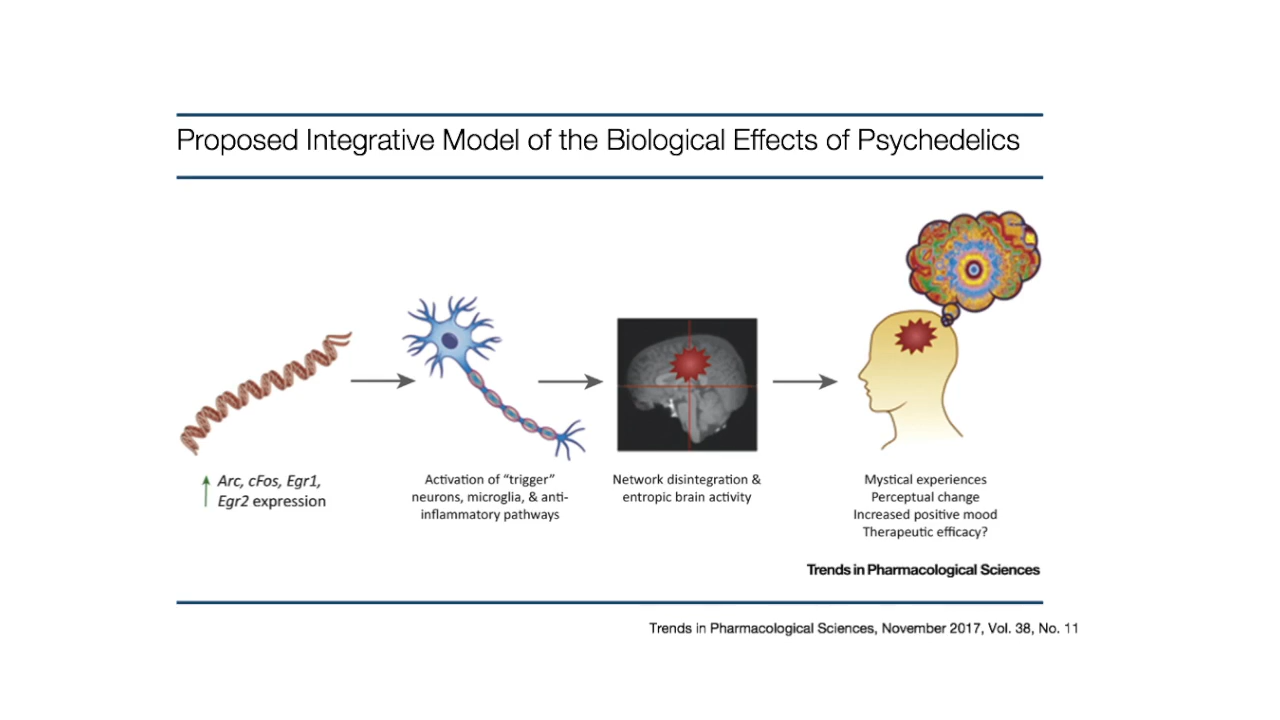 Proposed Integrative Model of the Biological Effects of Psychedelics
Arc, cFos, Egr1,
Egr2 expression
Activation of “trigger”
neurons, microglia, & anti-
inflammatory pathways
Network disintegration &
entropic brain activity
Mystical experiences
Perceptual change
Increased positive mood
Therapeutic efficacy?
Trends in Pharmacological Sciences
Trends in Pharmacological Sciences, November 2017, Vol. 38, No. 11